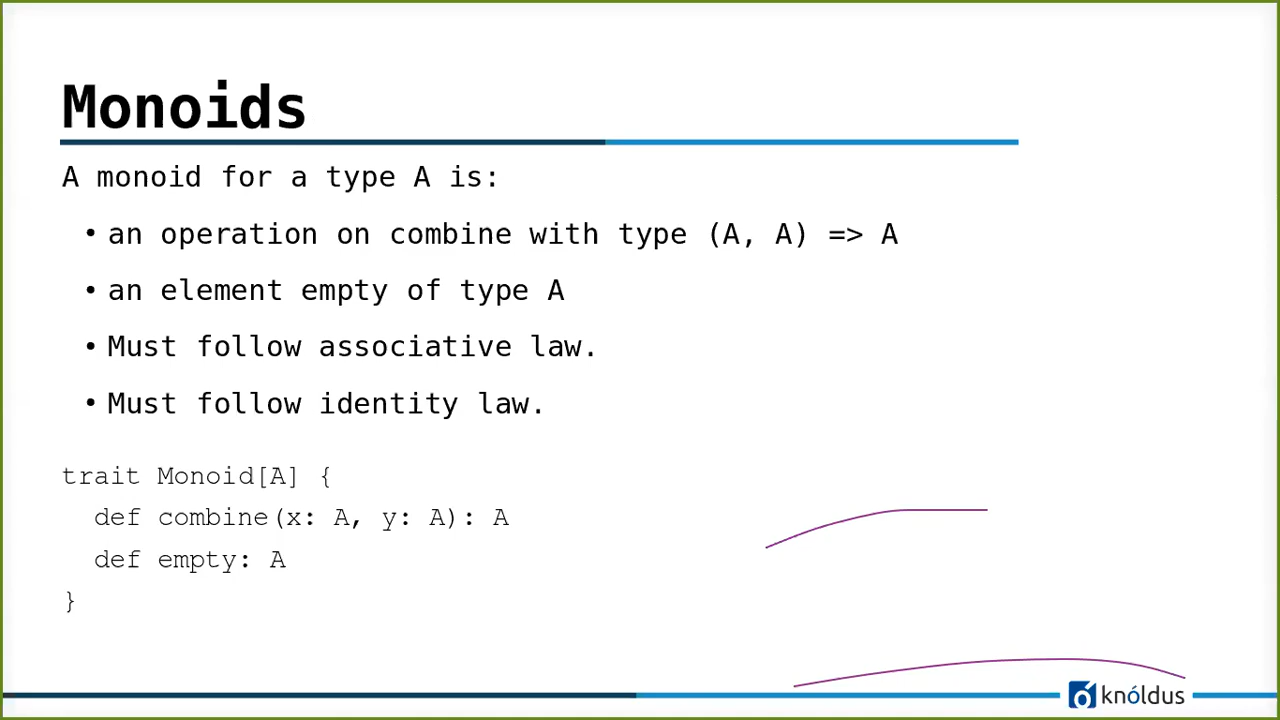 Monoids
A monoid for a type A is:
• an operation on combine with type (A, A) => A
• an element empty of type A
• Must follow associative law.
• Must follow identity law.
trait Monoid[A] {
  def combine(x: A, y: A): A
  def empty: A
}
knóldus